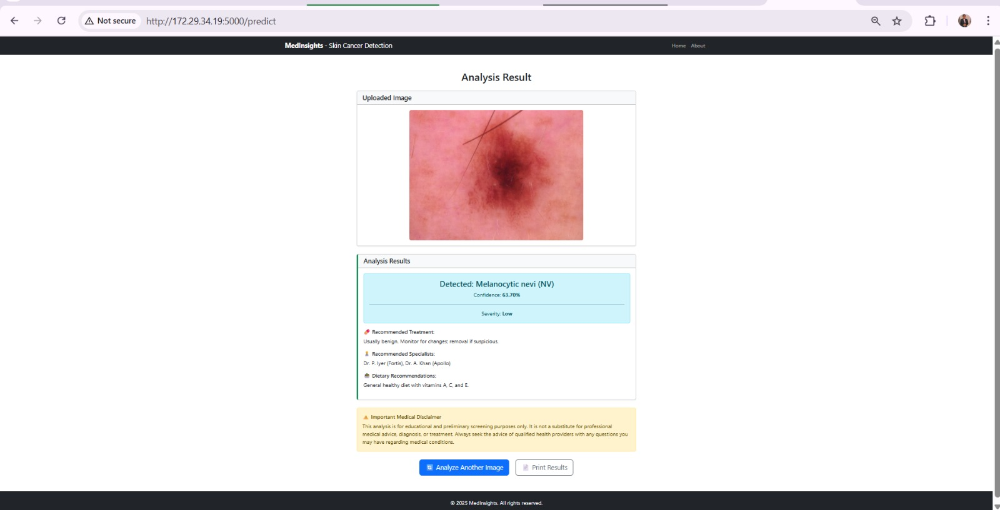 Not secure http://172.29.34.19:5000/predict
MedInsights - Skin Cancer Detection Home About
Analysis Result
Uploaded Image
Analysis Results
Detected: Melanocytic nevi (NV)
Confidence: 63.70%
Severity: Low
Recommended Treatment:
Usually benign. Monitor for changes; removal if suspicious.
Recommended Specialists:
Dr. P. Iyer (Fortis), Dr. A. Khan (Apollo)
Dietary Recommendations:
General healthy diet with vitamins A, C, and E.
Important Medical Disclaimer
This analysis is for educational and preliminary screening purposes only. It is not a substitute for professional
medical advice, diagnosis, or treatment. Always seek the advice of qualified health providers with any questions you
may have regarding medical conditions.
Analyze Another Image Print Results
© 2025 MedInsights. All rights reserved.